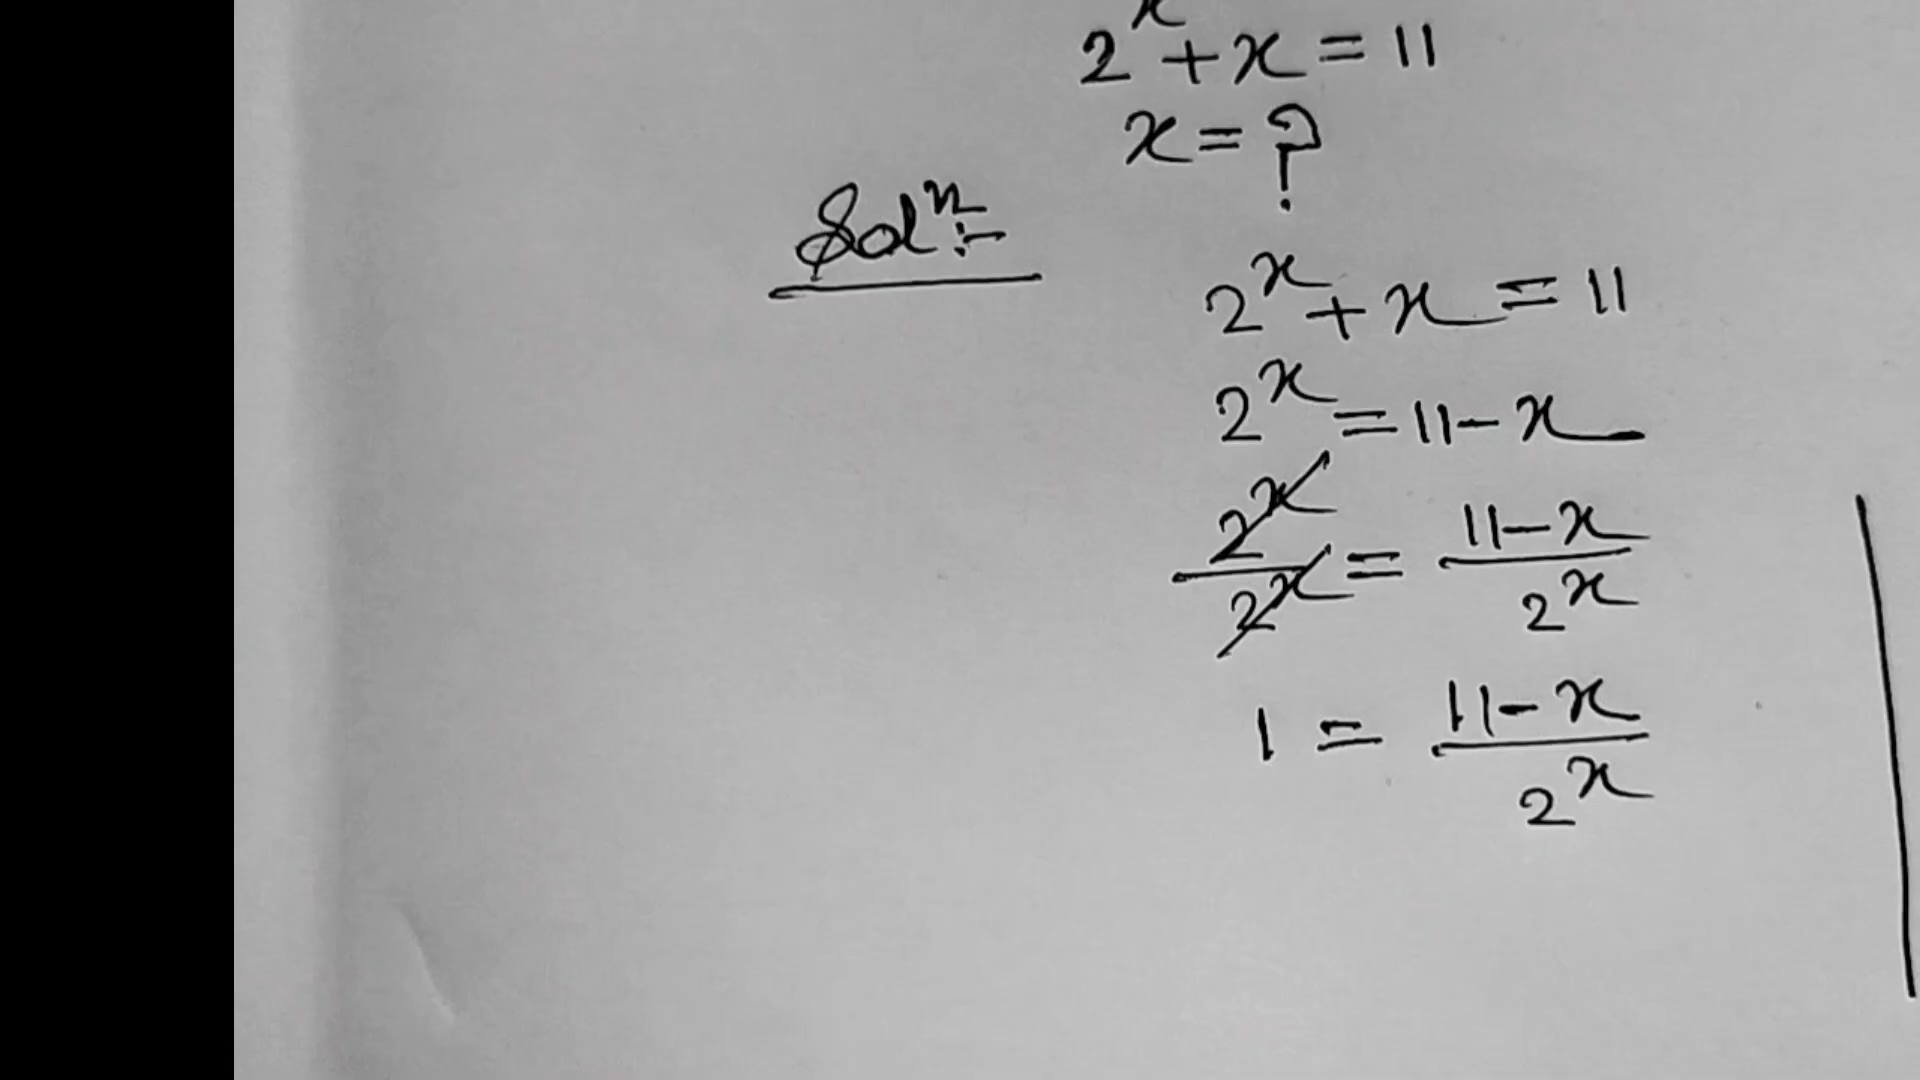 2^x + x = 11
x = ?
Solⁿ:-
2^x + x = 11
2^x = 11 - x
2^x/2^x = (11 - x)/2^x
1 = (11 - x)/2^x